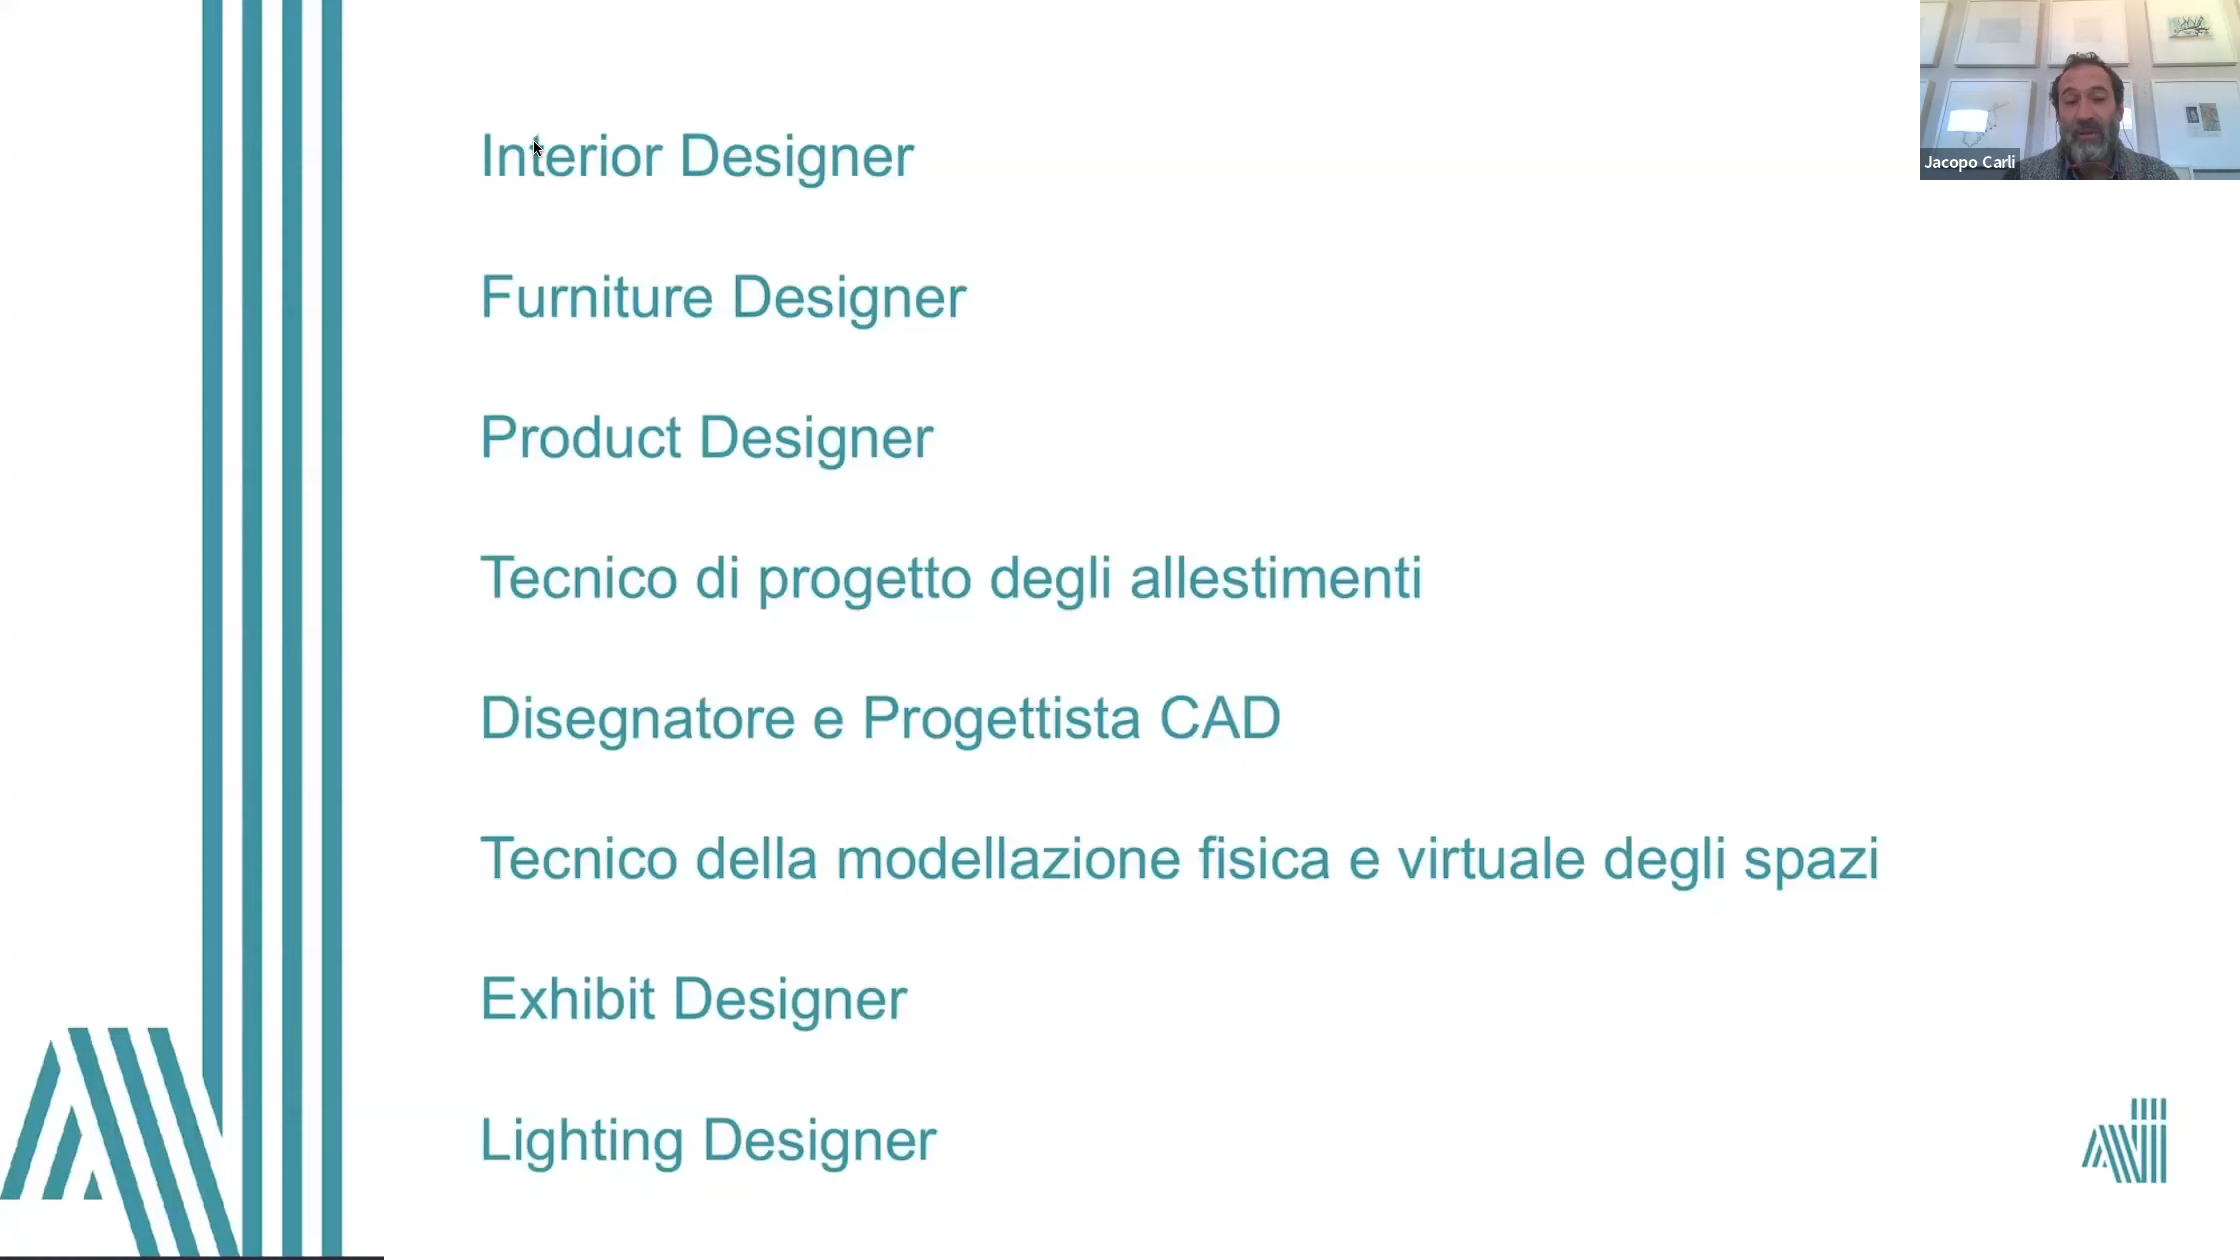 Interior Designer
Jacopo Carli
Furniture Designer
Product Designer
Tecnico di progetto degli allestimenti
Disegnatore e Progettista CAD
Tecnico della modellazione fisica e virtuale degli spazi
Exhibit Designer
Lighting Designer